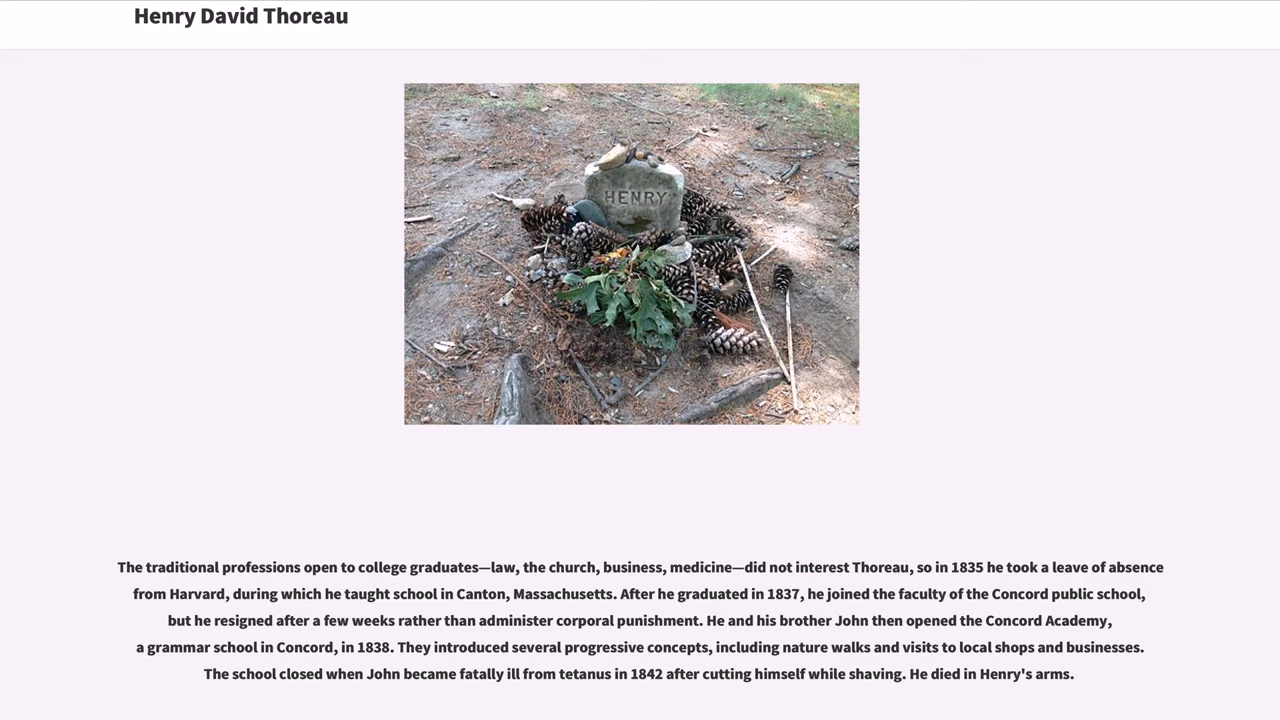 Henry David Thoreau
HENRY
The traditional professions open to college graduates—law, the church, business, medicine—did not interest Thoreau, so in 1835 he took a leave of absence
from Harvard, during which he taught school in Canton, Massachusetts. After he graduated in 1837, he joined the faculty of the Concord public school,
but he resigned after a few weeks rather than administer corporal punishment. He and his brother John then opened the Concord Academy,
a grammar school in Concord, in 1838. They introduced several progressive concepts, including nature walks and visits to local shops and businesses.
The school closed when John became fatally ill from tetanus in 1842 after cutting himself while shaving. He died in Henry's arms.